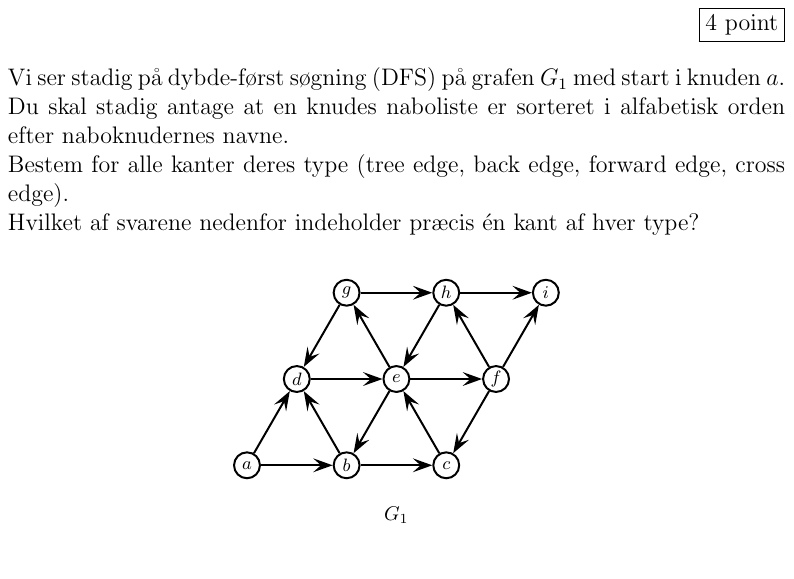 4 point
Vi ser stadig på dybde-først søgning (DFS) på grafen G₁ med start i knuden a.
Du skal stadig antage at en knudes naboliste er sorteret i alfabetisk orden
efter naboknudernes navne.
Bestem for alle kanter deres type (tree edge, back edge, forward edge, cross
edge).
Hvilket af svarene nedenfor indeholder præcis én kant af hver type?
g h i
d e f
a b c
G₁